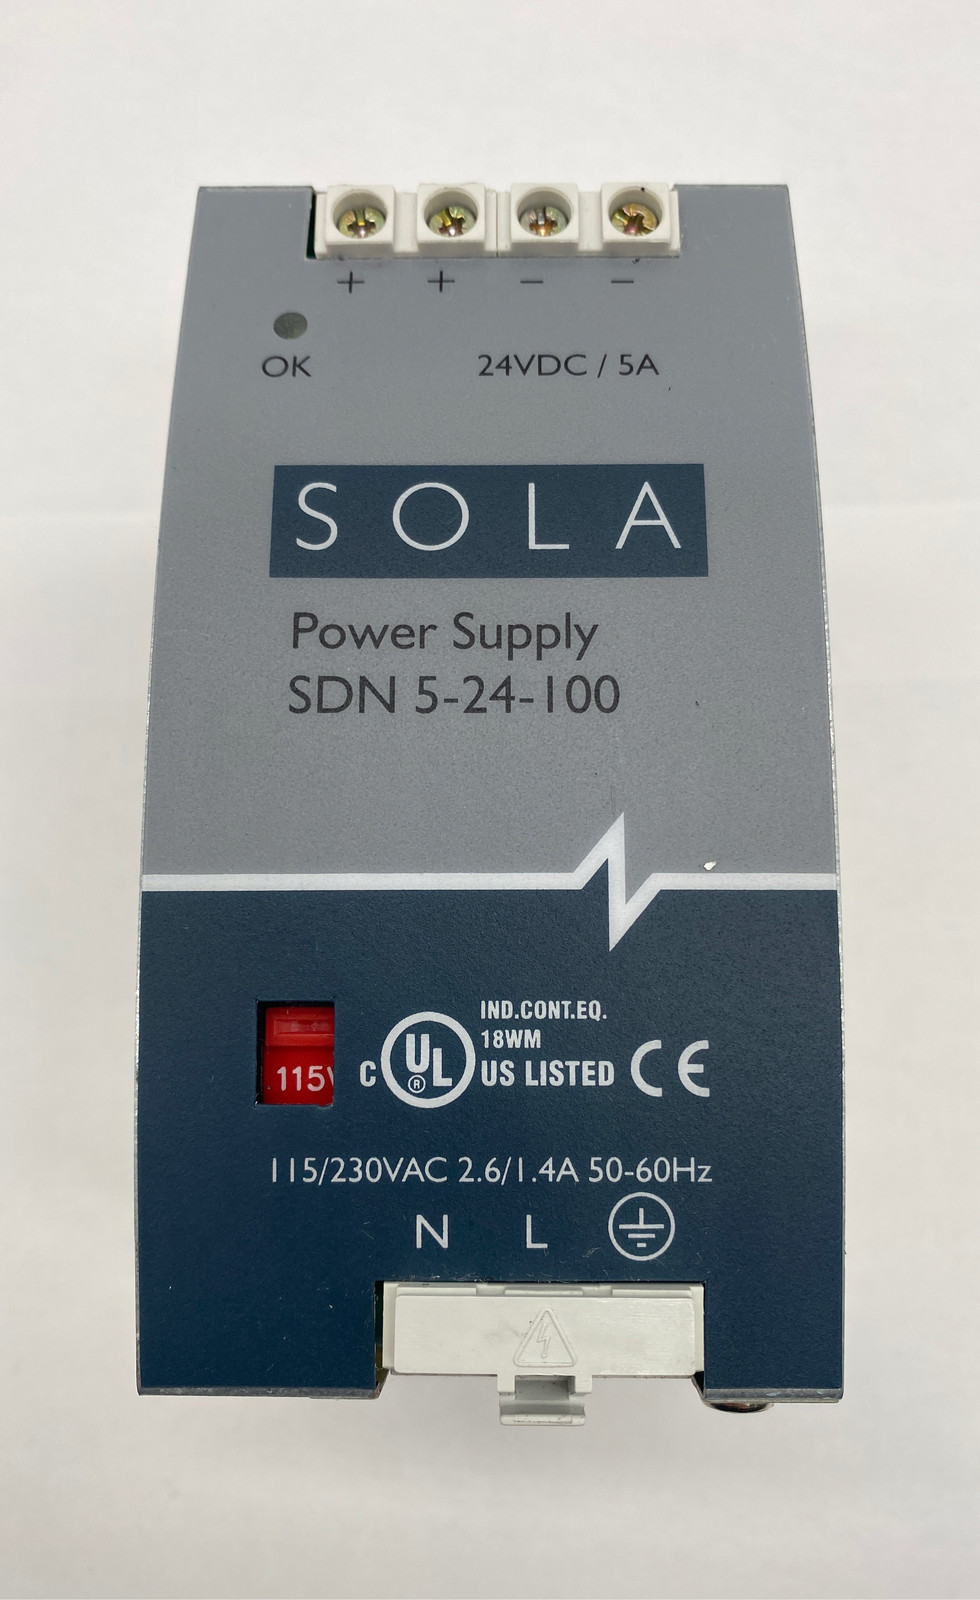 + + – –
OK 24VDC / 5A
SOLA
Power Supply
SDN 5-24-100
IND.CONT.EQ.
18WM
115V C UL ® US LISTED CE
115/230VAC 2.6/1.4A 50-60Hz
N L